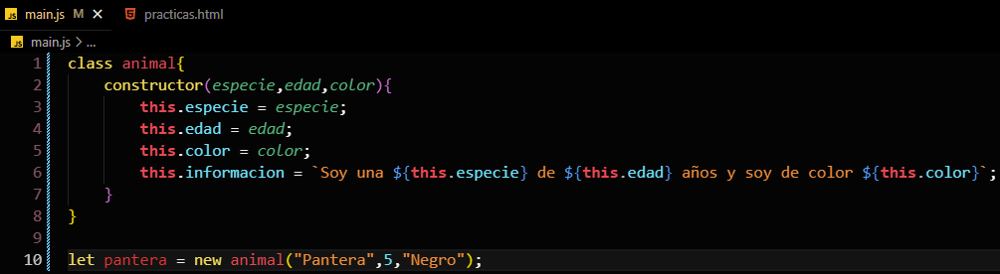 JS main.js M × practicas.html
JS main.js > ...
1 class animal{
2 constructor(especie,edad,color){
3 this.especie = especie;
4 this.edad = edad;
5 this.color = color;
6 this.informacion = `Soy una ${this.especie} de ${this.edad} años y soy de color ${this.color}`;
7 }
8 }
9
10 let pantera = new animal("Pantera",5,"Negro");